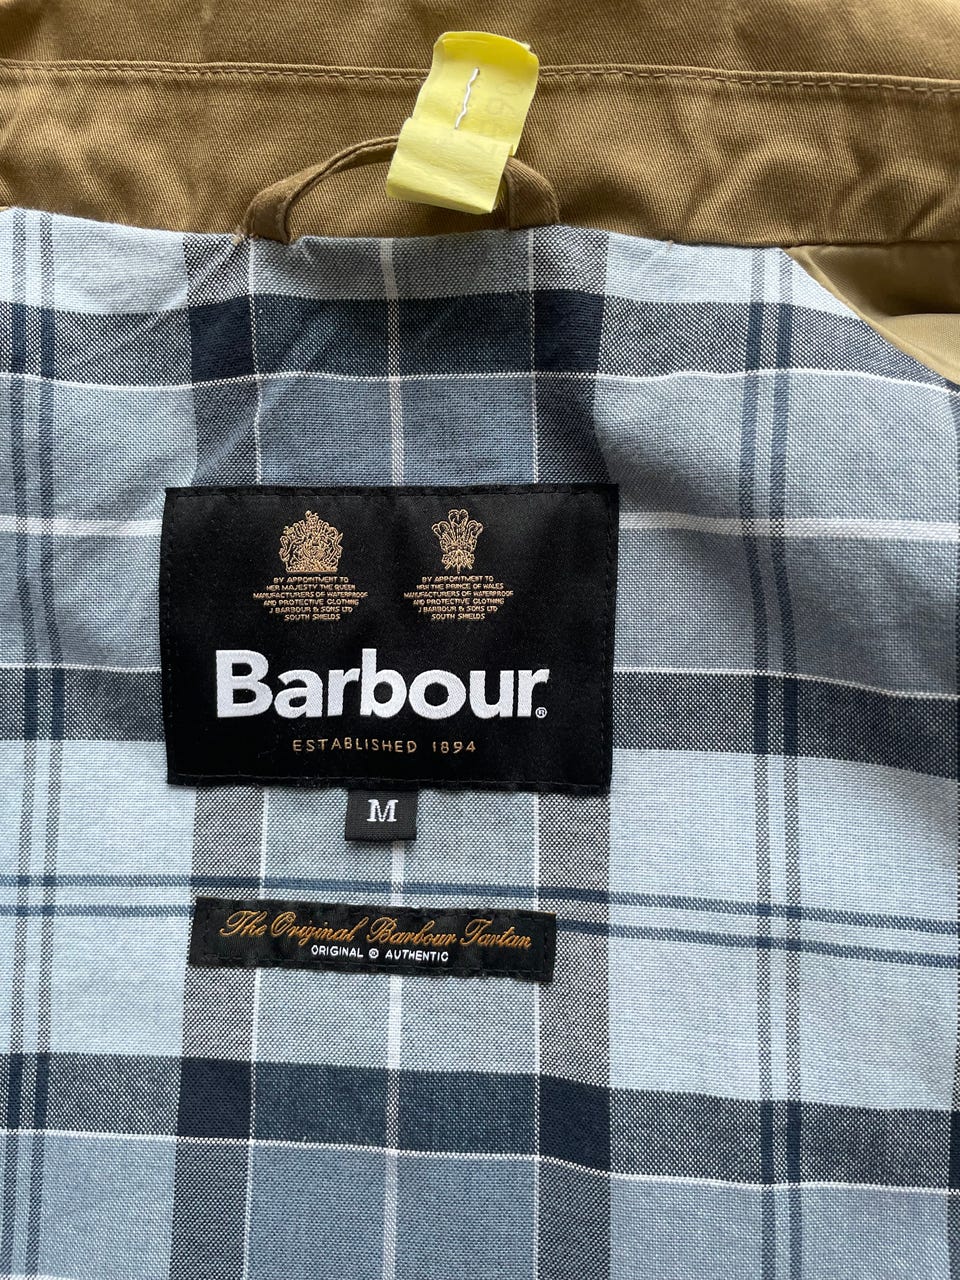 BY APPOINTMENT TO
HER MAJESTY THE QUEEN
MANUFACTURERS OF WATERPROOF
AND PROTECTIVE CLOTHING
J BARBOUR & SONS LTD
SOUTH SHIELDS
BY APPOINTMENT TO
HRH THE PRINCE OF WALES
MANUFACTURERS OF WATERPROOF
AND PROTECTIVE CLOTHING
J BARBOUR & SONS LTD
SOUTH SHIELDS
Barbour®
ESTABLISHED 1894
M
The Original Barbour Tartan
ORIGINAL ® AUTHENTIC